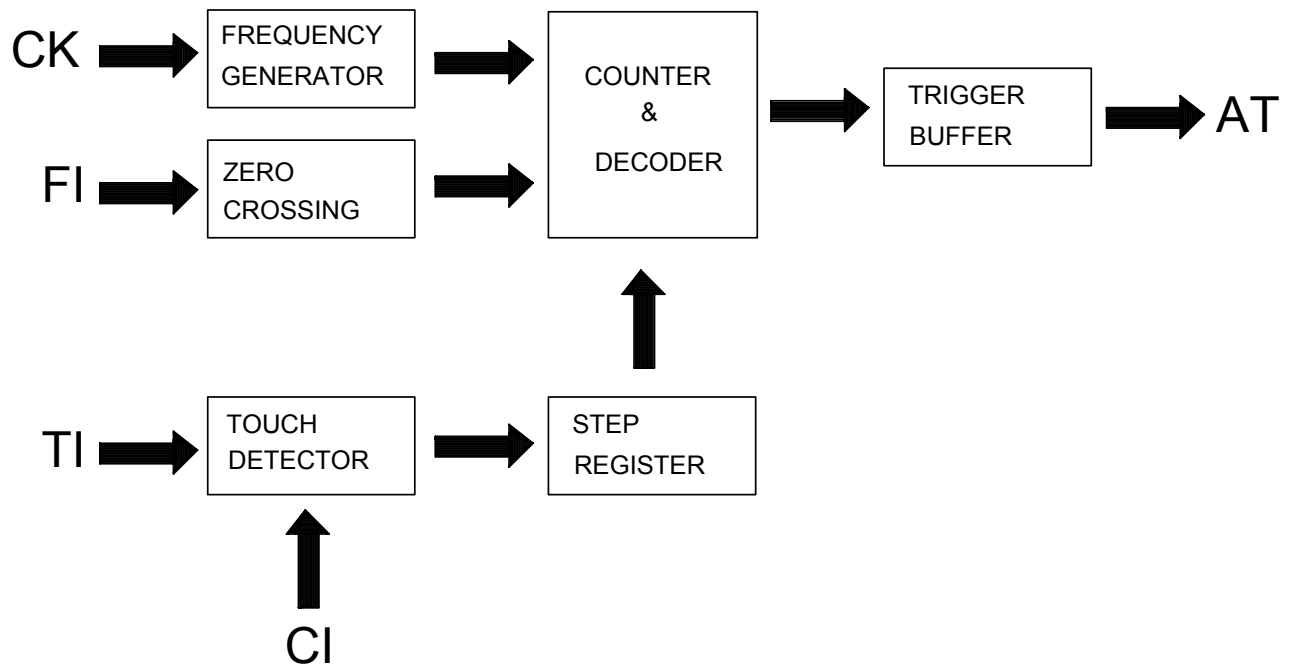 CK
FREQUENCY
GENERATOR
COUNTER
&
DECODER
TRIGGER
BUFFER
AT
FI
ZERO
CROSSING
TI
TOUCH
DETECTOR
STEP
REGISTER
CI